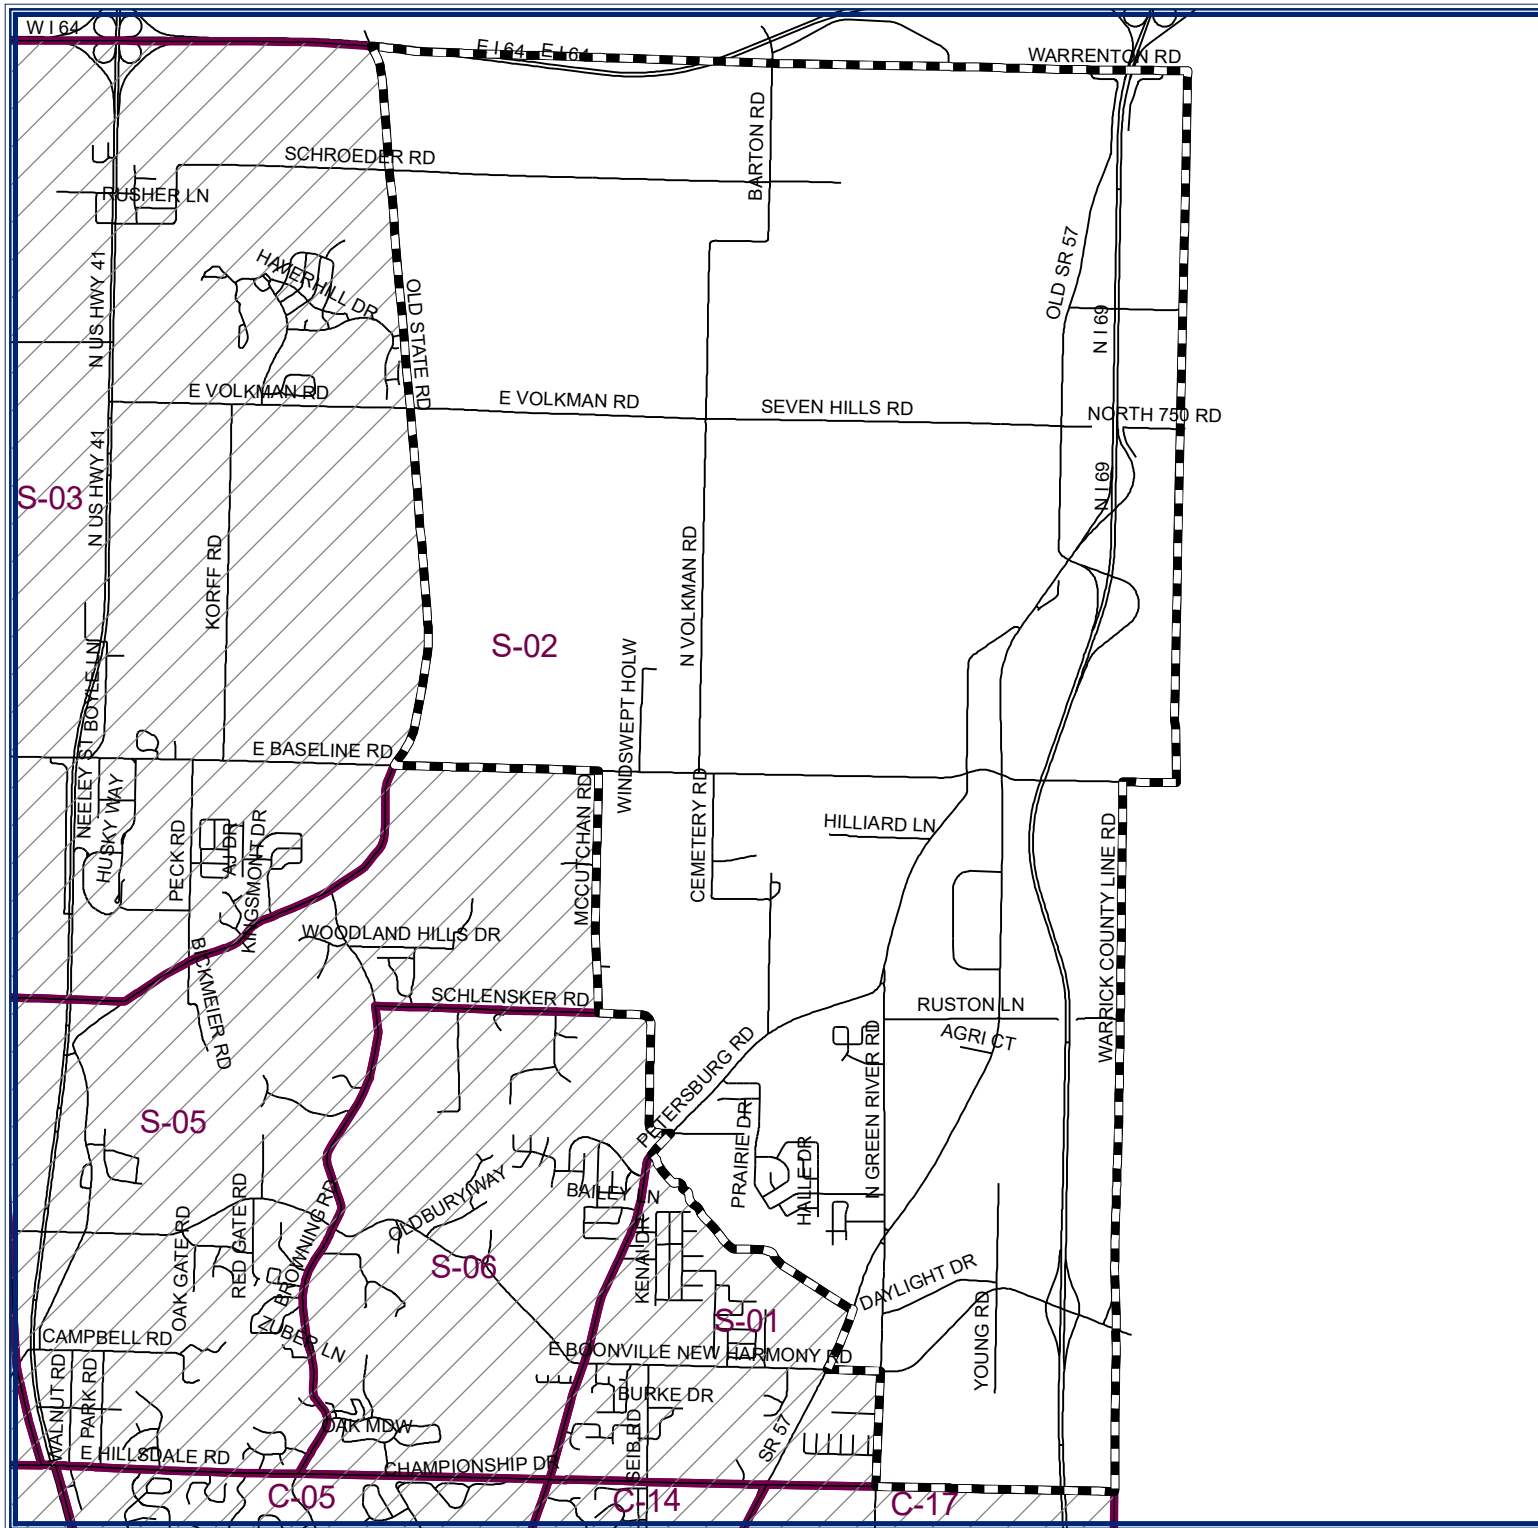 W I 64
E I 64
E I 64
WARRENTON RD
BARTON RD
SCHROEDER RD
RUSHER LN
N US HWY 41
HAVERHILL DR
OLD STATE RD
OLD SR 57
N I 69
E VOLKMAN RD
E VOLKMAN RD
SEVEN HILLS RD
NORTH 750 RD
S-03
N US HWY 41
N I 69
KORFF RD
N VOLKMAN RD
S-02
WINDSWEPT HOLW
NEELEY ST
BOYLE LN
E BASELINE RD
HUSKY WAY
PECK RD
AJ DR
KINGSMONT DR
MCCUTCHAN RD
CEMETERY RD
HILLIARD LN
WARRICK COUNTY LINE RD
WOODLAND HILLS DR
BICKMEIER RD
SCHLENSKER RD
RUSTON LN
AGRI CT
PETERSBURG RD
N GREEN RIVER RD
S-05
PRAIRIE DR
HALLE DR
OAK GATE RD
RED GATE RD
BROWNING RD
OLDBURY WAY
BAILEY LN
KENAI DR
S-06
S-01
DAYLIGHT DR
YOUNG RD
CAMPBELL RD
ZUBER LN
E BOONVILLE NEW HARMONY RD
WALNUT RD
PARK RD
BURKE DR
OAK MDW
SEIB RD
SR 57
E HILLSDALE RD
CHAMPIONSHIP DR
C-05
C-14
C-17